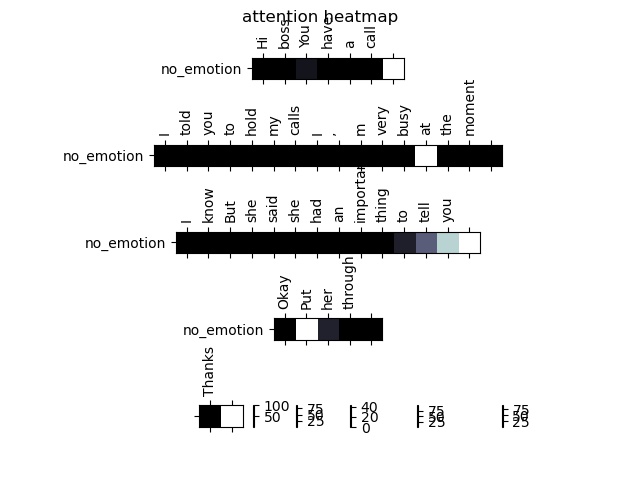 attention heatmap
Hi boss You have a call
no_emotion
I told you to hold my calls I ' m very busy at the moment
no_emotion
I know But she said she had an important thing to tell you
no_emotion
Okay Put her through
no_emotion
Thanks
100 50
75 50 25
40 20 0
75 50 25
75 50 25